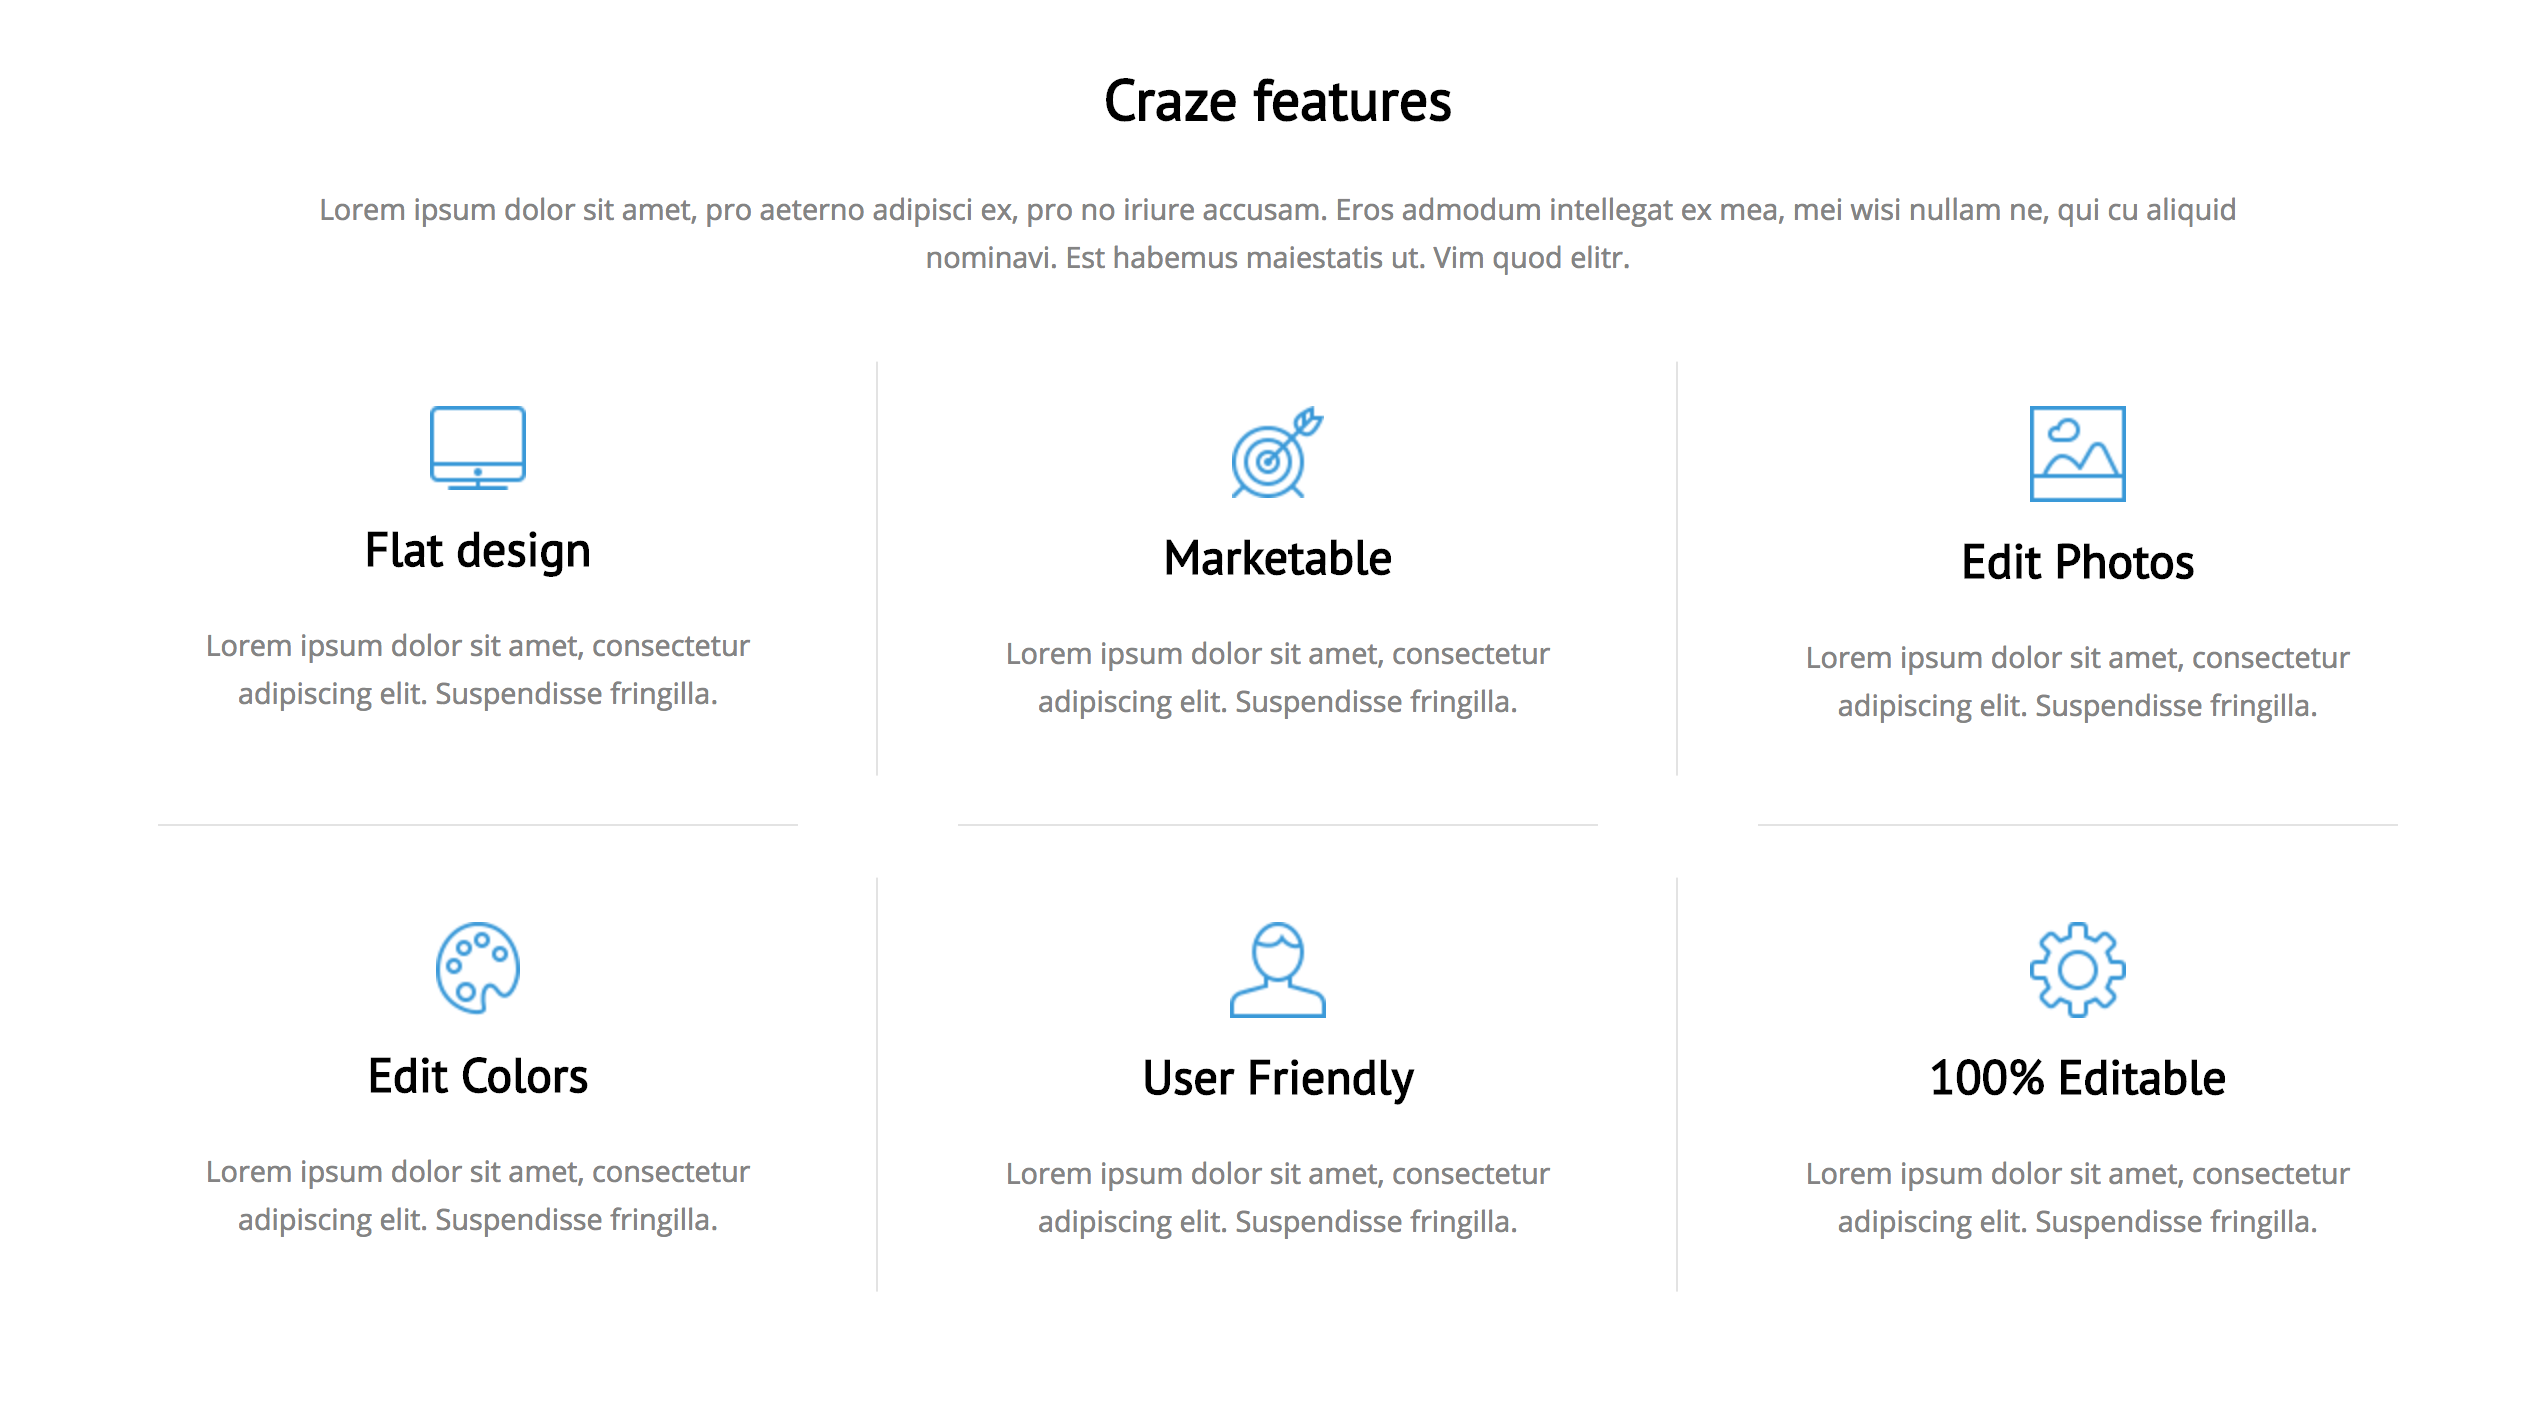 Craze features
Lorem ipsum dolor sit amet, pro aeterno adipisci ex, pro no iriure accusam. Eros admodum intellegat ex mea, mei wisi nullam ne, qui cu aliquid
nominavi. Est habemus maiestatis ut. Vim quod elitr.
Flat design
Lorem ipsum dolor sit amet, consectetur
adipiscing elit. Suspendisse fringilla.
Marketable
Lorem ipsum dolor sit amet, consectetur
adipiscing elit. Suspendisse fringilla.
Edit Photos
Lorem ipsum dolor sit amet, consectetur
adipiscing elit. Suspendisse fringilla.
Edit Colors
Lorem ipsum dolor sit amet, consectetur
adipiscing elit. Suspendisse fringilla.
User Friendly
Lorem ipsum dolor sit amet, consectetur
adipiscing elit. Suspendisse fringilla.
100% Editable
Lorem ipsum dolor sit amet, consectetur
adipiscing elit. Suspendisse fringilla.